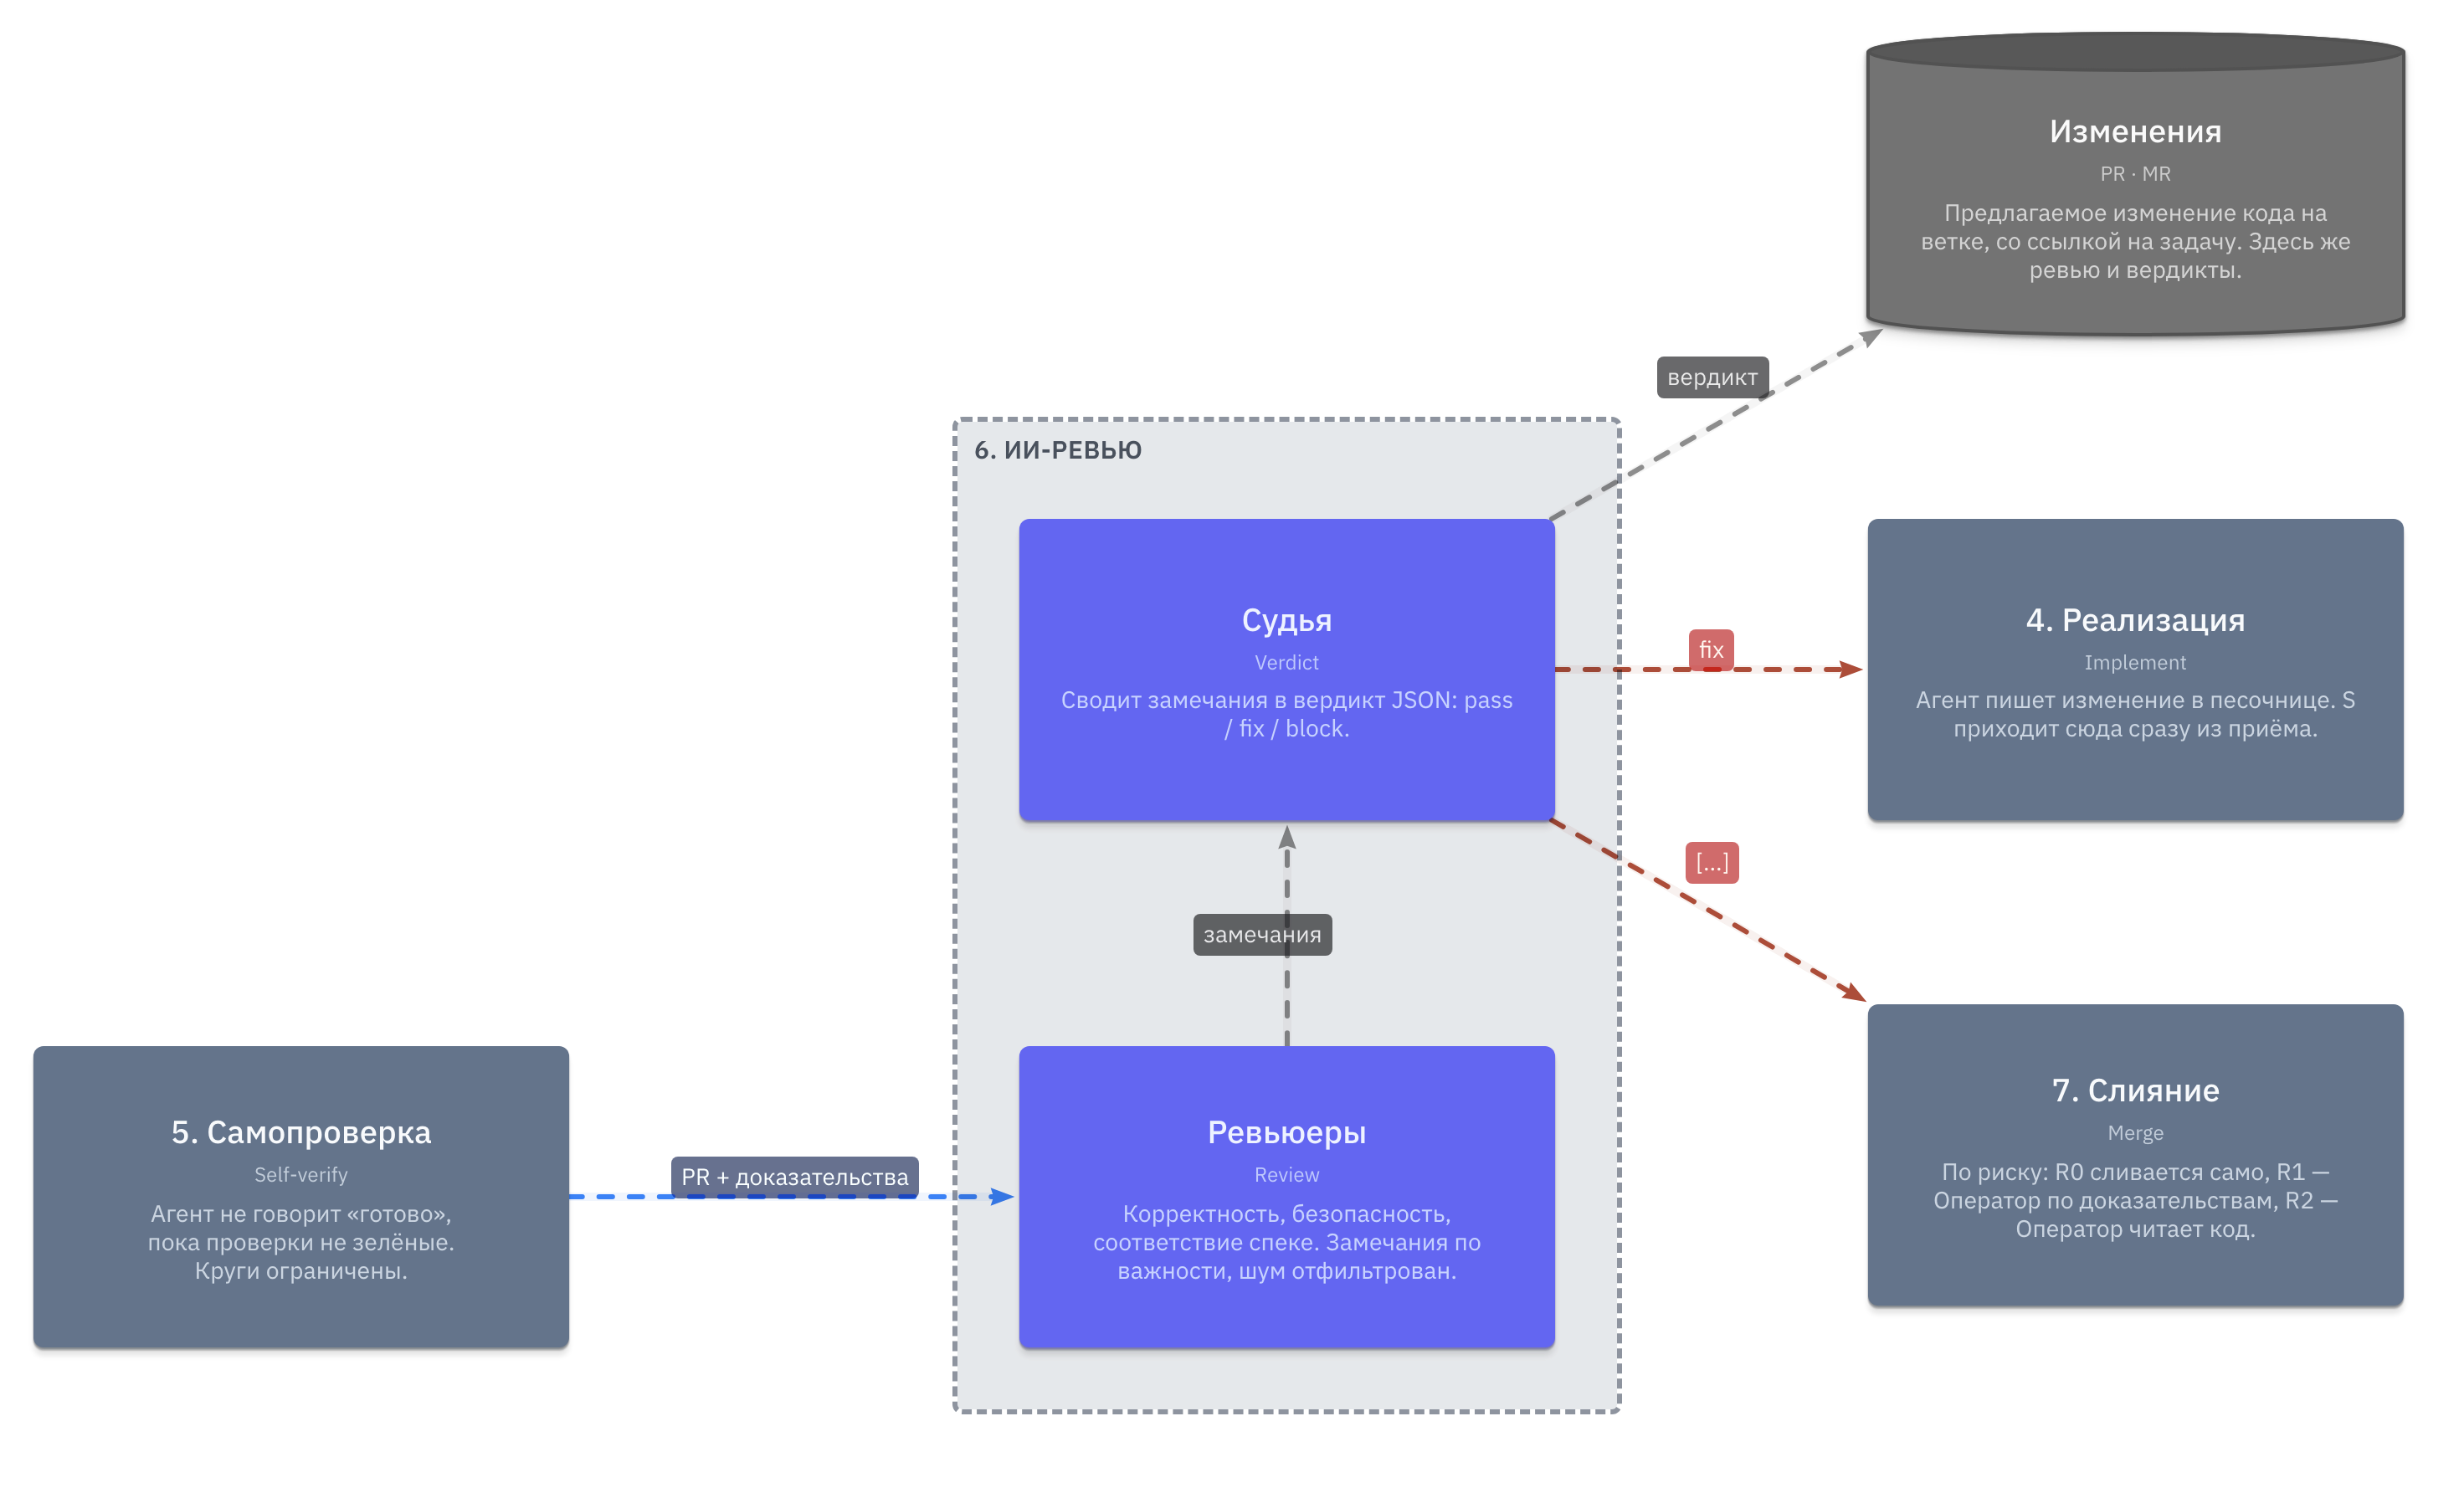 Изменения
PR · MR
Предлагаемое изменение кода на
ветке, со ссылкой на задачу. Здесь же
ревью и вердикты.
вердикт
6. ИИ-РЕВЬЮ
Судья
Verdict
Сводит замечания в вердикт JSON: pass
/ fix / block.
fix
4. Реализация
Implement
Агент пишет изменение в песочнице. S
приходит сюда сразу из приёма.
[...]
замечания
5. Самопроверка
Self-verify
Агент не говорит «готово»,
пока проверки не зелёные.
Круги ограничены.
PR + доказательства
Ревьюеры
Review
Корректность, безопасность,
соответствие спеке. Замечания по
важности, шум отфильтрован.
7. Слияние
Merge
По риску: R0 сливается само, R1 —
Оператор по доказательствам, R2 —
Оператор читает код.